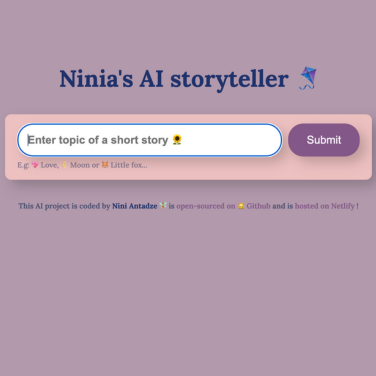 Ninia's AI storyteller 🪁
Enter topic of a short story 🌻
Submit
E.g: 💘 Love, 🌙 Moon or 🦊 Little fox...
This AI project is coded by Nini Antadze 👯 is open-sourced on 😄 Github and is hosted on Netlify !